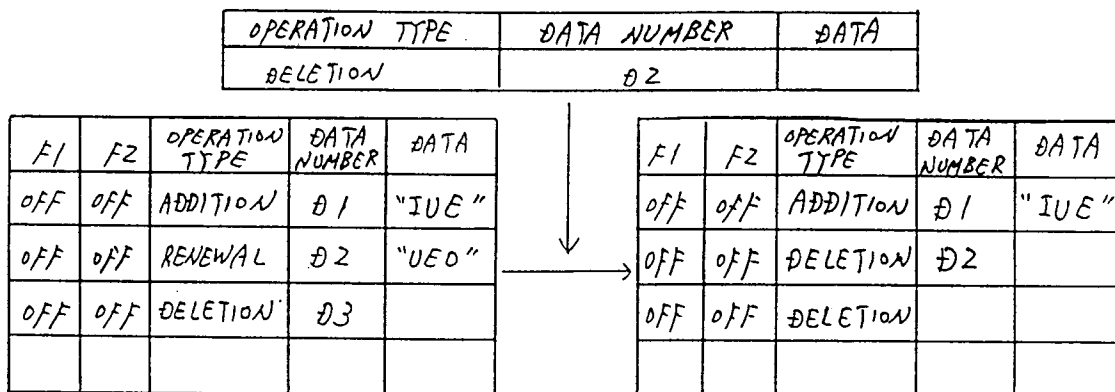 OPERATION TYPE DATA NUMBER DATA
DELETION D2
F1 F2 OPERATION TYPE DATA NUMBER DATA
OFF OFF ADDITION D1 "IUE"
OFF OFF RENEWAL D2 "UEO"
OFF OFF DELETION D3
F1 F2 OPERATION TYPE DATA NUMBER DATA
OFF OFF ADDITION D1 "IUE"
OFF OFF DELETION D2
OFF OFF DELETION